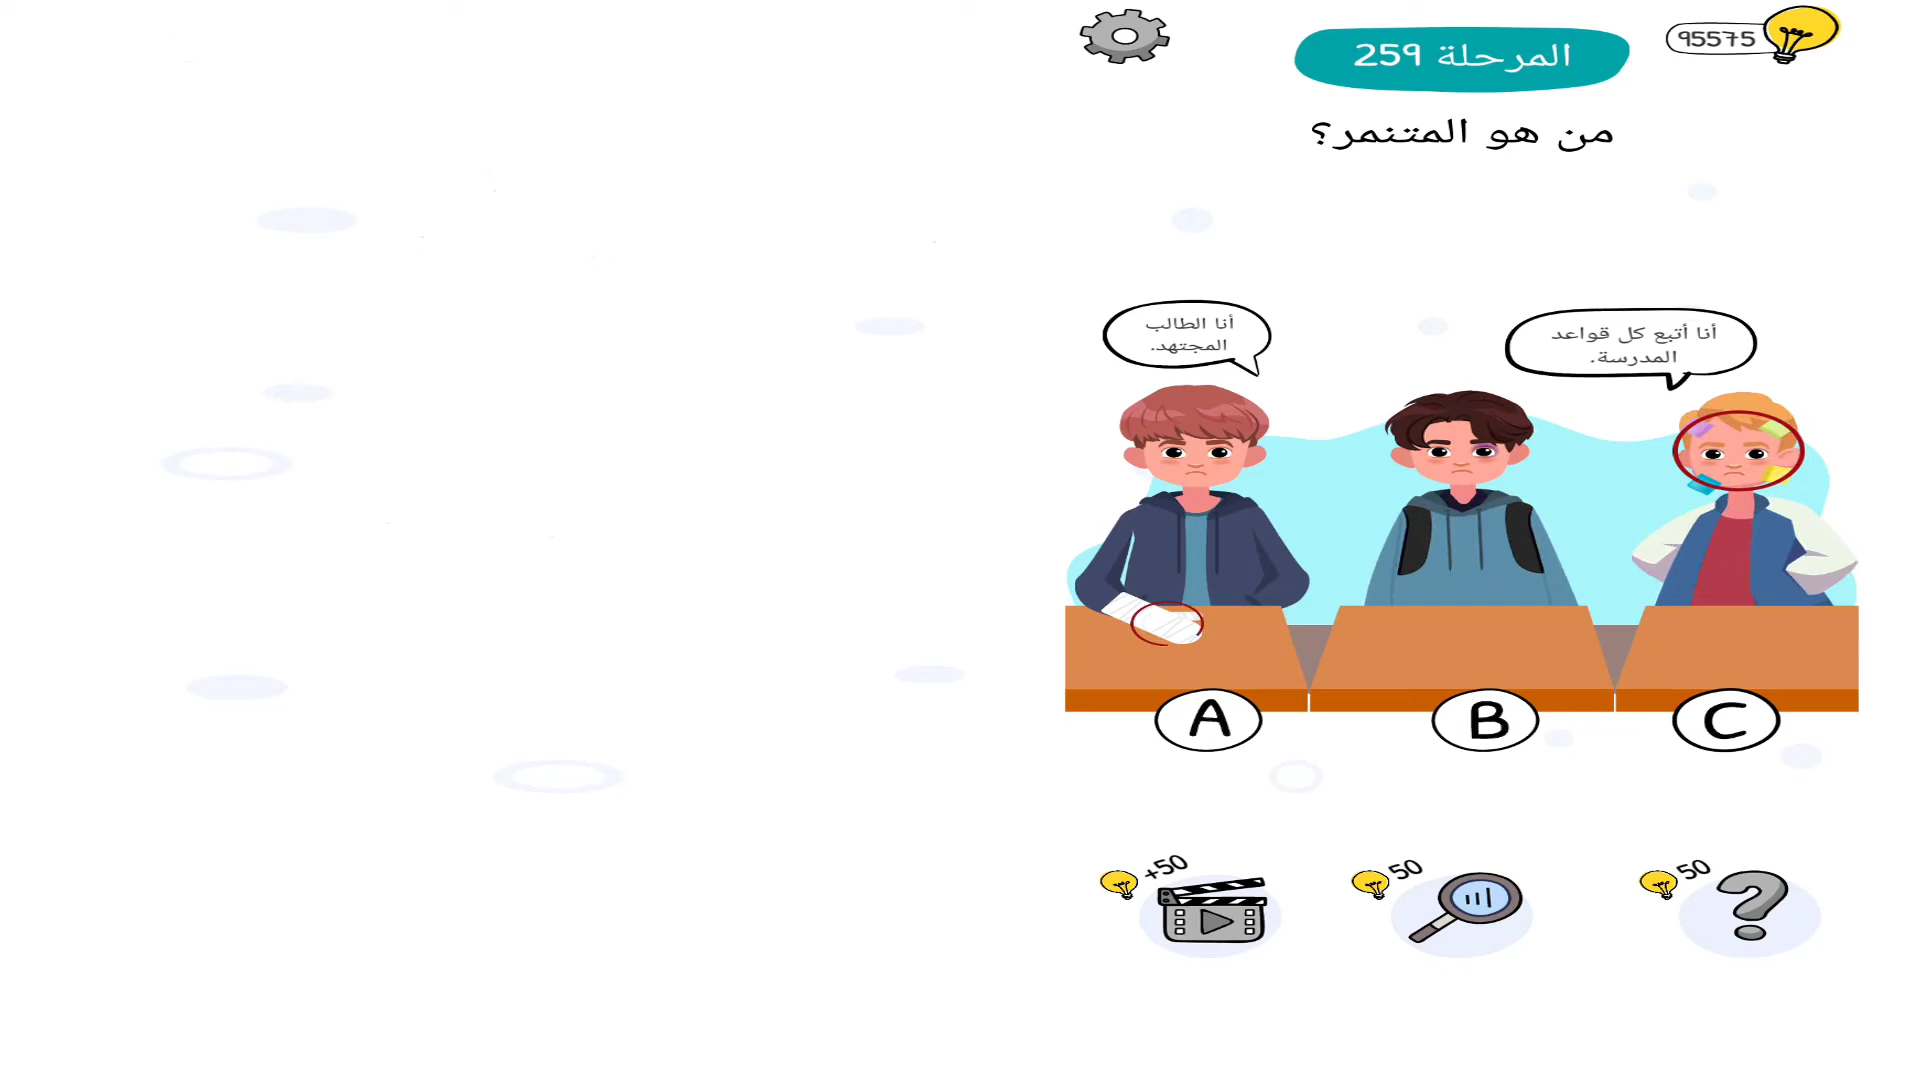 المرحلة 259
95575
من هو المتنمر؟
أنا أتبع كل قواعد
المدرسة.
أنا الطالب
المجتهد.
A
B
C
+50
50
50